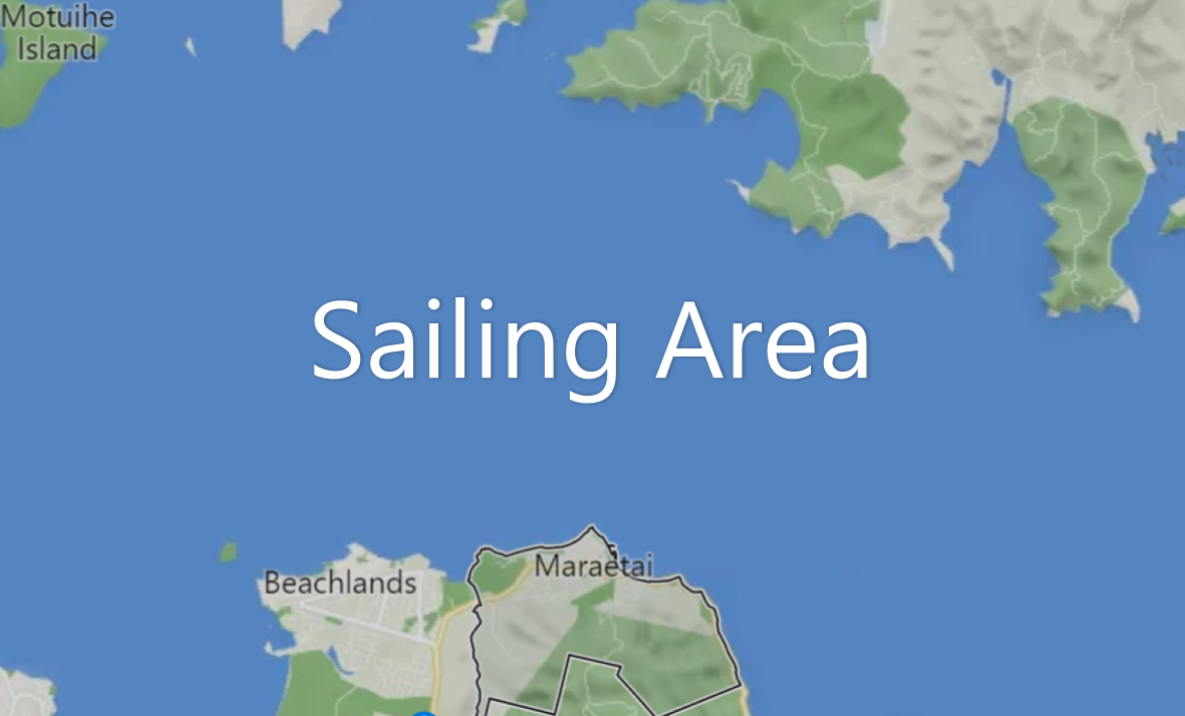 Motuihe
Island
Sailing Area
Maraetai
Beachlands